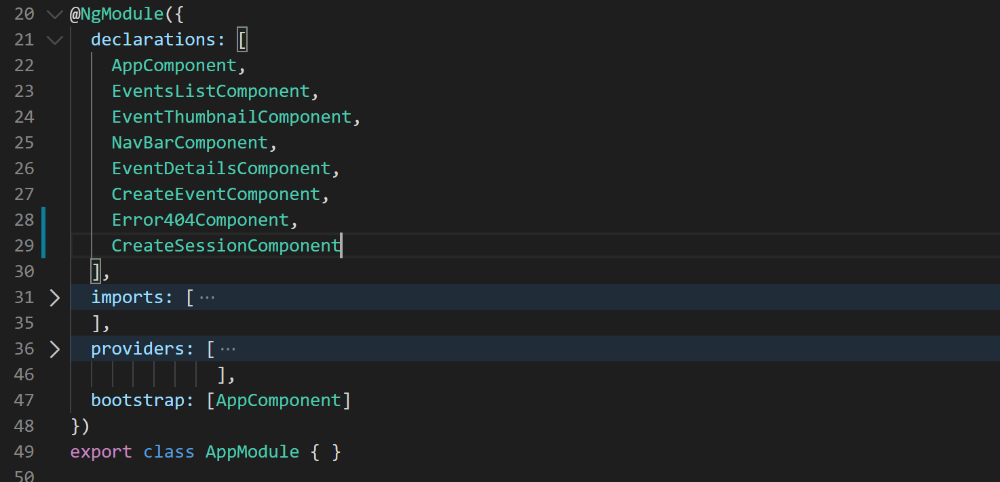 20 @NgModule({
21   declarations: [
22     AppComponent,
23     EventsListComponent,
24     EventThumbnailComponent,
25     NavBarComponent,
26     EventDetailsComponent,
27     CreateEventComponent,
28     Error404Component,
29     CreateSessionComponent
30   ],
31   imports: [ ···
35   ],
36   providers: [ ···
46               ],
47   bootstrap: [AppComponent]
48 })
49 export class AppModule { }
50